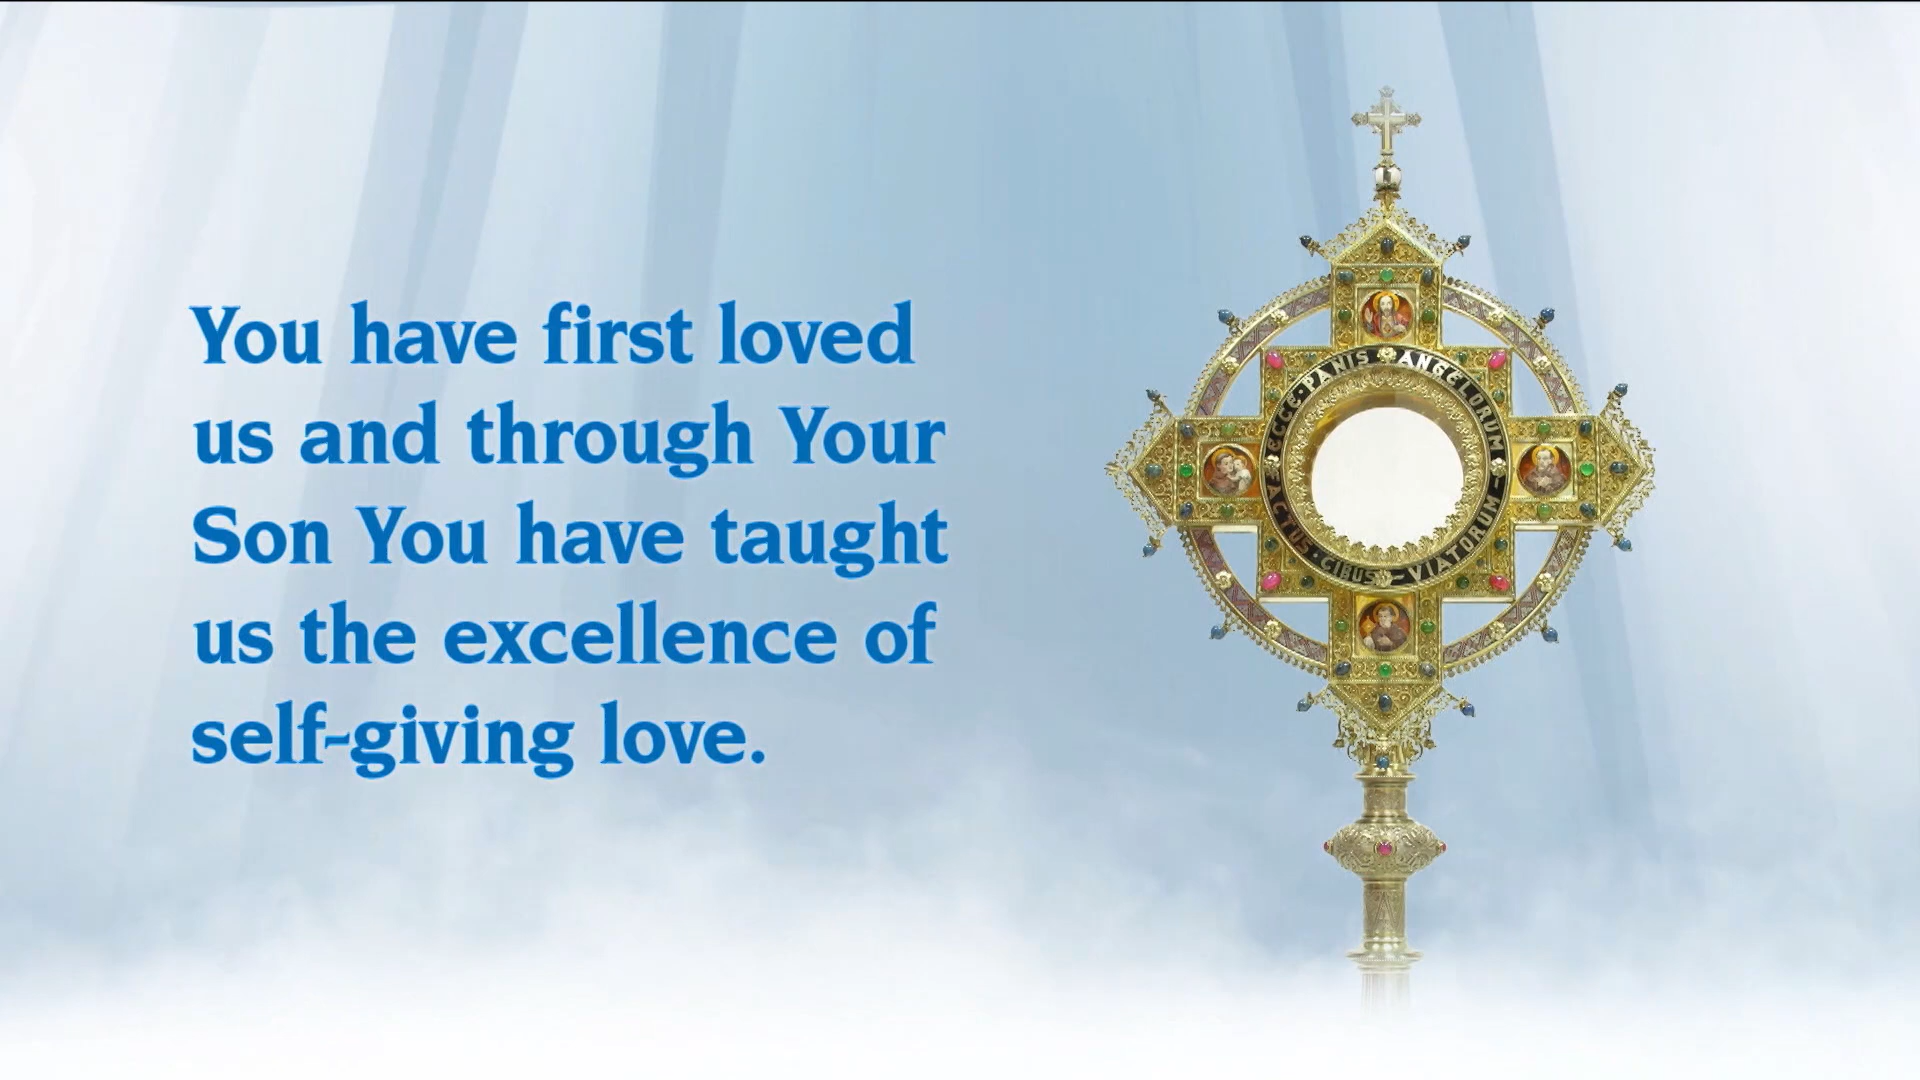 You have first loved
us and through Your
Son You have taught
us the excellence of
self-giving love.
ECCE · PANIS ANGELORUM
FACTUS · CIBUS VIATORUM